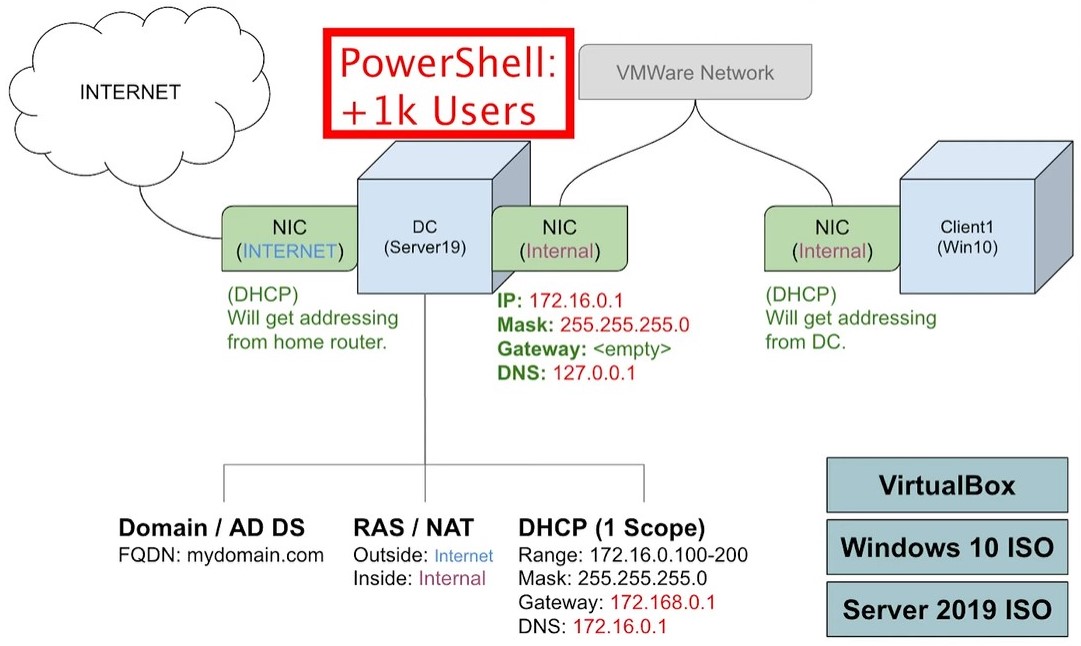 INTERNET
PowerShell:
+1k Users
VMWare Network
NIC
(INTERNET)
DC
(Server19)
NIC
(Internal)
NIC
(Internal)
Client1
(Win10)
(DHCP)
Will get addressing
from home router.
IP: 172.16.0.1
Mask: 255.255.255.0
Gateway: <empty>
DNS: 127.0.0.1
(DHCP)
Will get addressing
from DC.
Domain / AD DS
FQDN: mydomain.com
RAS / NAT
Outside: Internet
Inside: Internal
DHCP (1 Scope)
Range: 172.16.0.100-200
Mask: 255.255.255.0
Gateway: 172.168.0.1
DNS: 172.16.0.1
VirtualBox
Windows 10 ISO
Server 2019 ISO